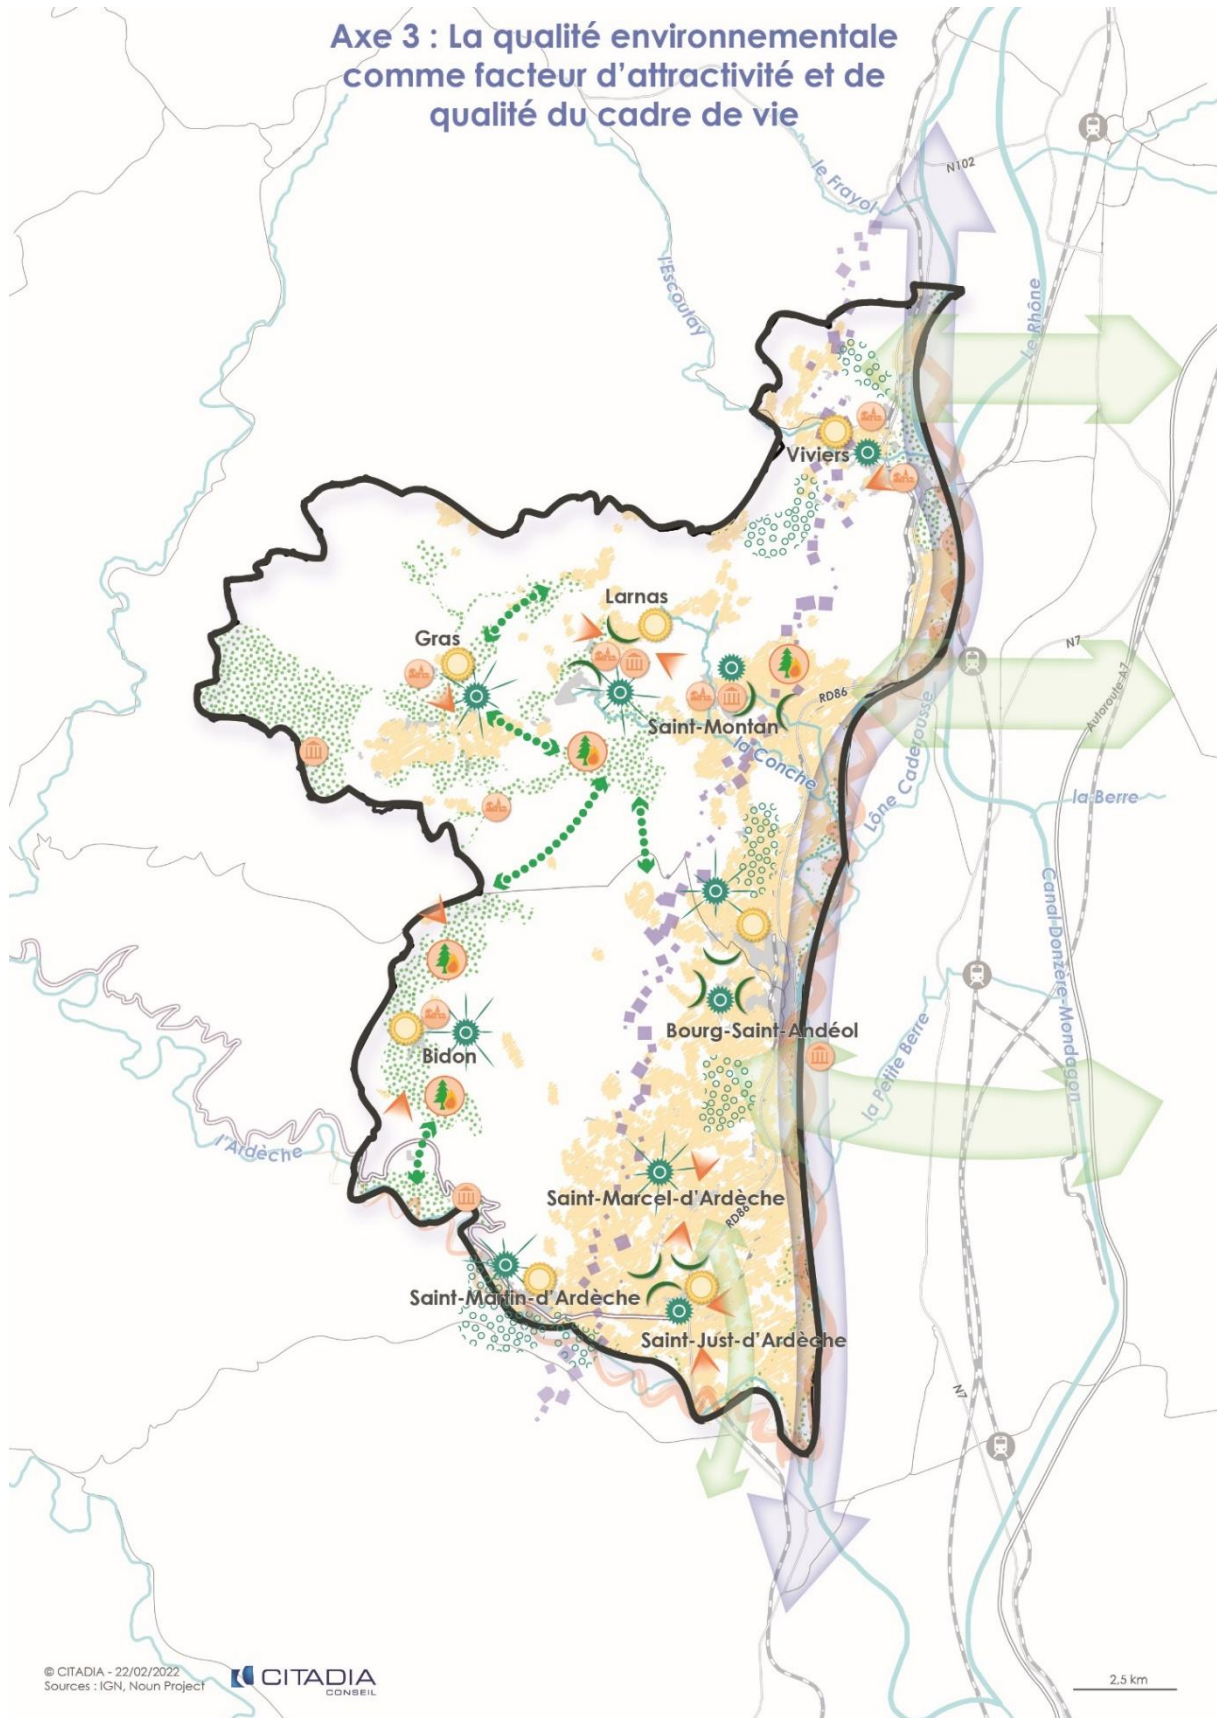 Axe 3 : La qualité environnementale
comme facteur d'attractivité et de
qualité du cadre de vie
le Frayol
N102
l'Escoutay
Le Rhône
Viviers
Larnas
Gras
N7
RD86
Autoroute A7
Saint-Montan
la Conche
Lône Caderousse
la Berre
Canal Donzère-Mondagon
Bourg-Saint-Andéol
Bidon
la Petite Berre
l'Ardèche
Saint-Marcel-d'Ardèche
RD86
Saint-Martin-d'Ardèche
Saint-Just-d'Ardèche
N7
© CITADIA - 22/02/2022
Sources : IGN, Noun Project
CITADIA
CONSEIL
2,5 km